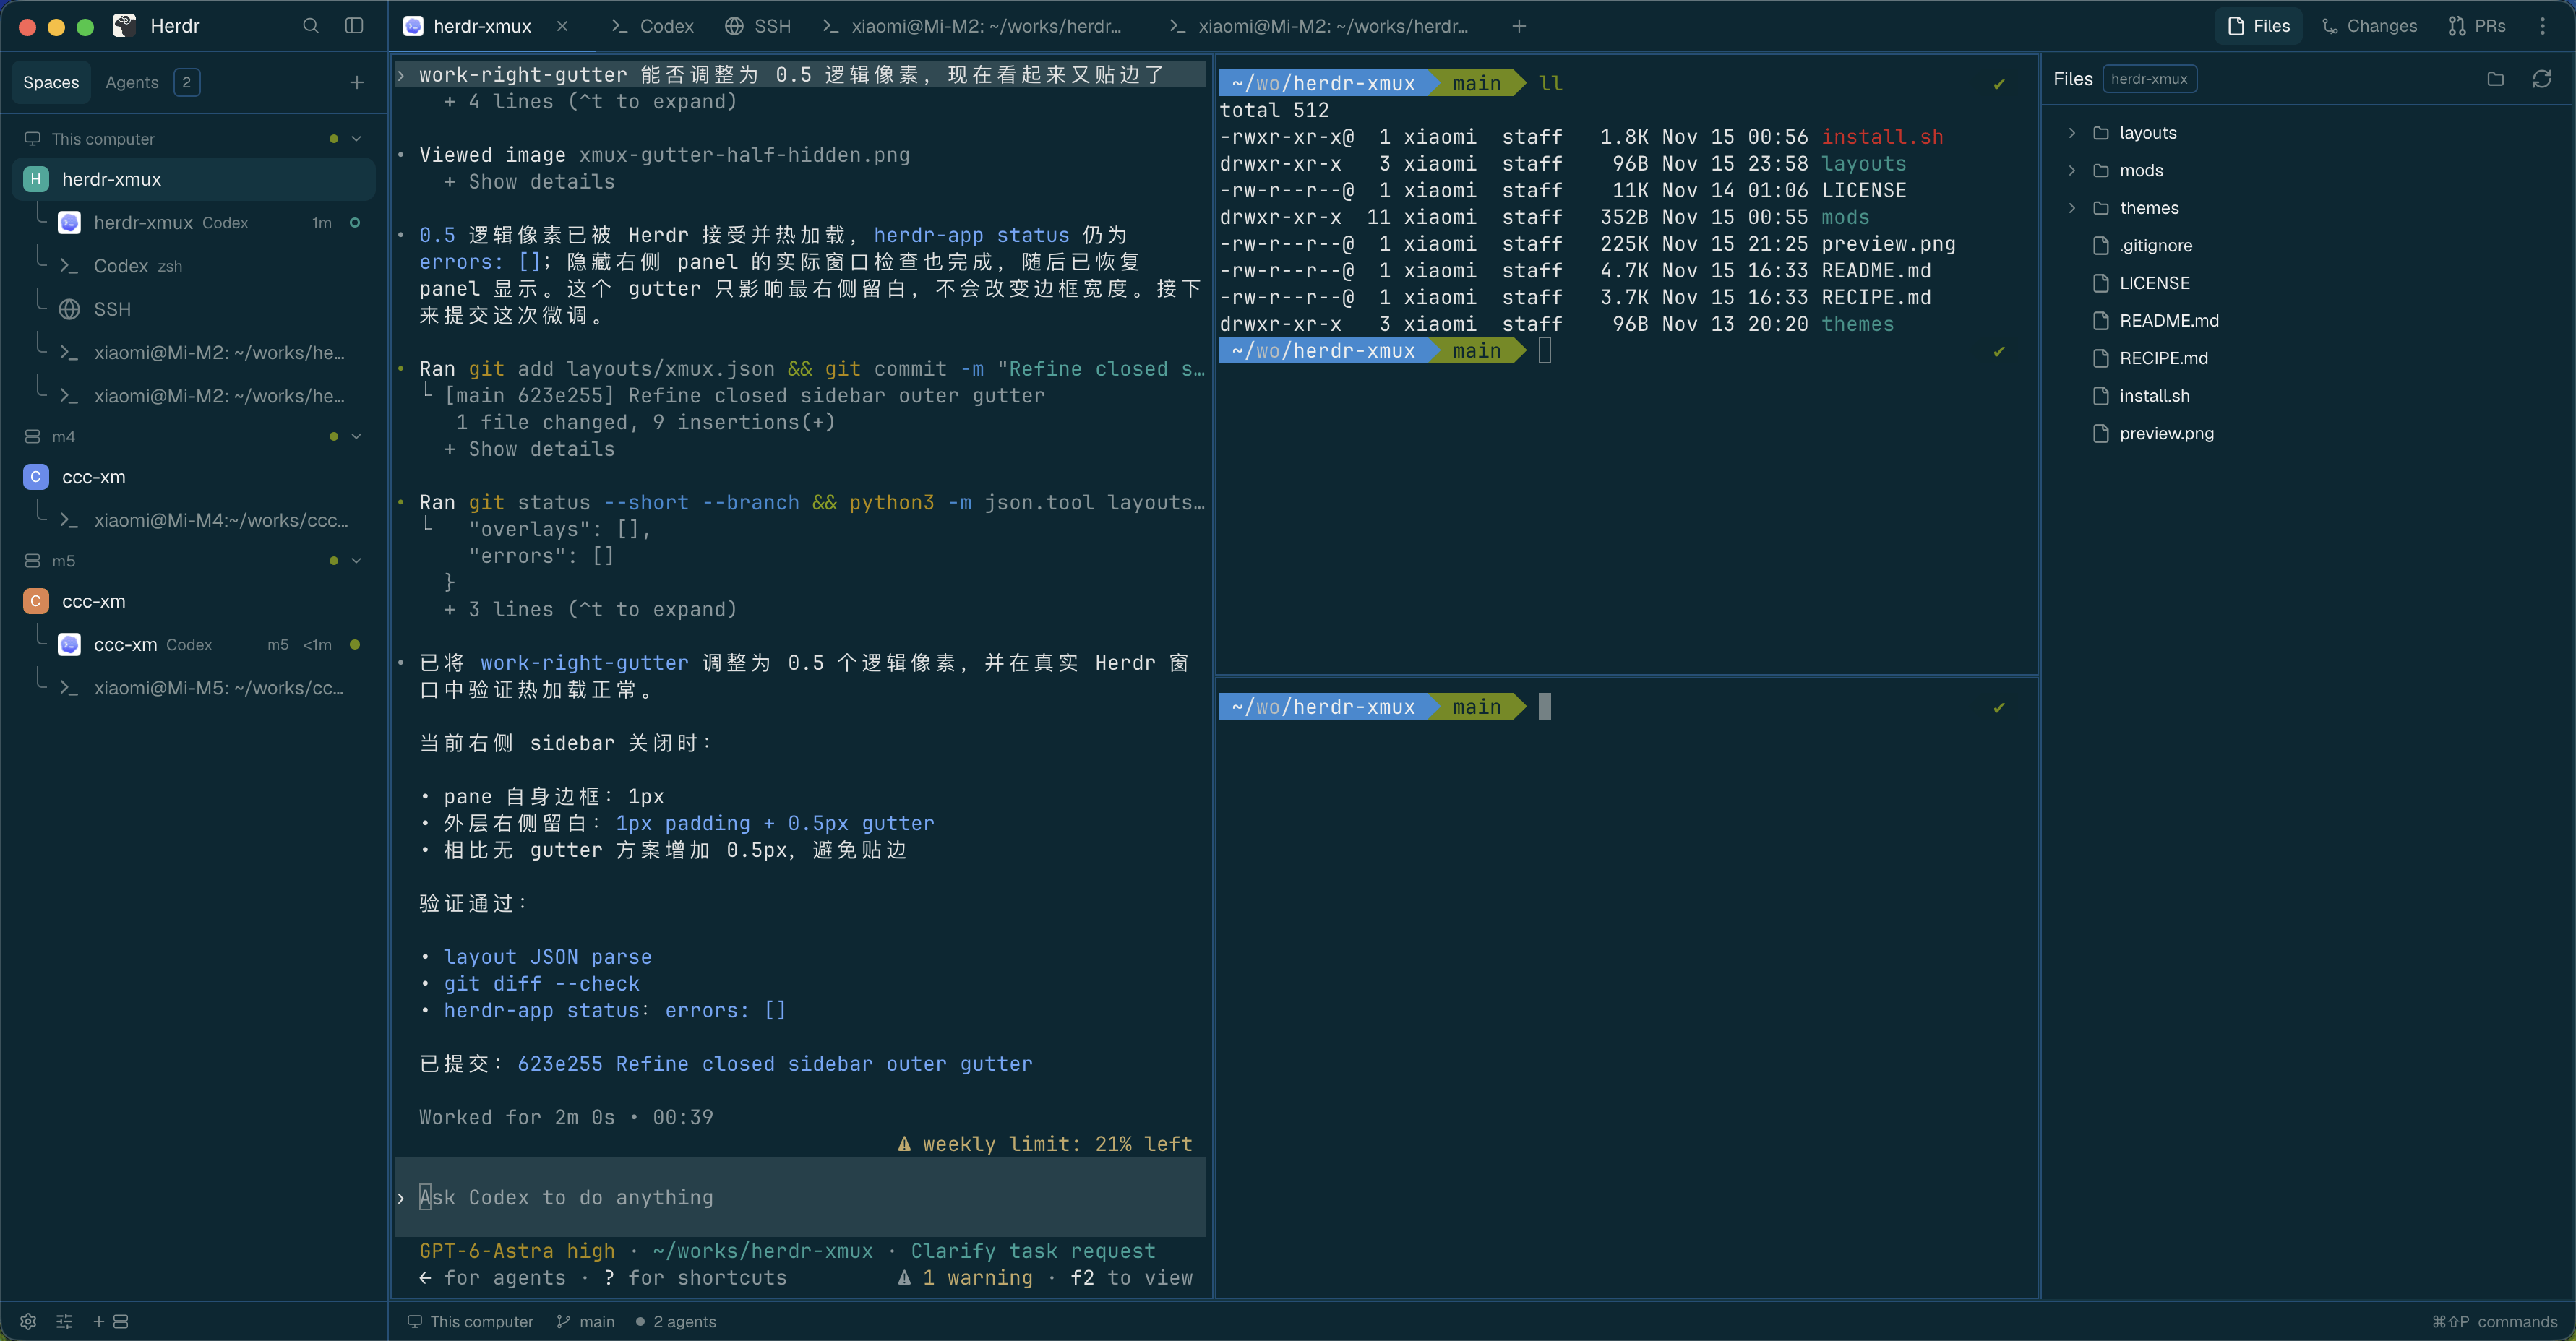 Herdr
herdr-xmux
Codex
SSH
xiaomi@Mi-M2: ~/works/herdr...
xiaomi@Mi-M2: ~/works/herdr...
Files
Changes
PRs
Spaces
Agents 2
This computer
H herdr-xmux
herdr-xmux Codex 1m
Codex zsh
SSH
xiaomi@Mi-M2: ~/works/he...
xiaomi@Mi-M2: ~/works/he...
m4
C ccc-xm
xiaomi@Mi-M4:~/works/ccc...
m5
C ccc-xm
ccc-xm Codex m5 <1m
xiaomi@Mi-M5: ~/works/cc...
› work-right-gutter 能否调整为 0.5 逻辑像素，现在看起来又贴边了
+ 4 lines (^t to expand)
• Viewed image xmux-gutter-half-hidden.png
+ Show details
• 0.5 逻辑像素已被 Herdr 接受并热加载，herdr-app status 仍为
errors: []；隐藏右侧 panel 的实际窗口检查也完成，随后已恢复
panel 显示。这个 gutter 只影响最右侧留白，不会改变边框宽度。接下
来提交这次微调。
• Ran git add layouts/xmux.json && git commit -m "Refine closed s…
└ [main 623e255] Refine closed sidebar outer gutter
1 file changed, 9 insertions(+)
+ Show details
• Ran git status --short --branch && python3 -m json.tool layouts…
└ "overlays": [],
"errors": []
}
+ 3 lines (^t to expand)
• 已将 work-right-gutter 调整为 0.5 个逻辑像素，并在真实 Herdr 窗
口中验证热加载正常。
当前右侧 sidebar 关闭时：
• pane 自身边框：1px
• 外层右侧留白：1px padding + 0.5px gutter
• 相比无 gutter 方案增加 0.5px，避免贴边
验证通过：
• layout JSON parse
• git diff --check
• herdr-app status：errors: []
已提交：623e255 Refine closed sidebar outer gutter
Worked for 2m 0s • 00:39
⚠ weekly limit: 21% left
› Ask Codex to do anything
GPT-6-Astra high · ~/works/herdr-xmux · Clarify task request
← for agents · ? for shortcuts ⚠ 1 warning · f2 to view
~/wo/herdr-xmux main ll ✔
total 512
-rwxr-xr-x@ 1 xiaomi staff 1.8K Nov 15 00:56 install.sh
drwxr-xr-x 3 xiaomi staff 96B Nov 15 23:58 layouts
-rw-r--r--@ 1 xiaomi staff 11K Nov 14 01:06 LICENSE
drwxr-xr-x 11 xiaomi staff 352B Nov 15 00:55 mods
-rw-r--r--@ 1 xiaomi staff 225K Nov 15 21:25 preview.png
-rw-r--r--@ 1 xiaomi staff 4.7K Nov 15 16:33 README.md
-rw-r--r--@ 1 xiaomi staff 3.7K Nov 15 16:33 RECIPE.md
drwxr-xr-x 3 xiaomi staff 96B Nov 13 20:20 themes
~/wo/herdr-xmux main ✔
~/wo/herdr-xmux main ✔
Files herdr-xmux
layouts
mods
themes
.gitignore
LICENSE
README.md
RECIPE.md
install.sh
preview.png
This computer main 2 agents
⌘⇧P commands